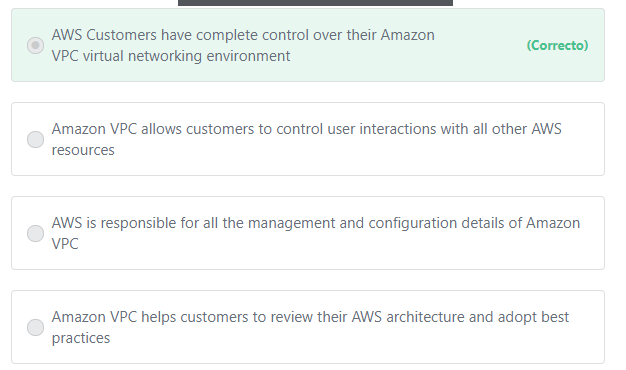 AWS Customers have complete control over their Amazon
VPC virtual networking environment
(Correcto)
Amazon VPC allows customers to control user interactions with all other AWS
resources
AWS is responsible for all the management and configuration details of Amazon
VPC
Amazon VPC helps customers to review their AWS architecture and adopt best
practices